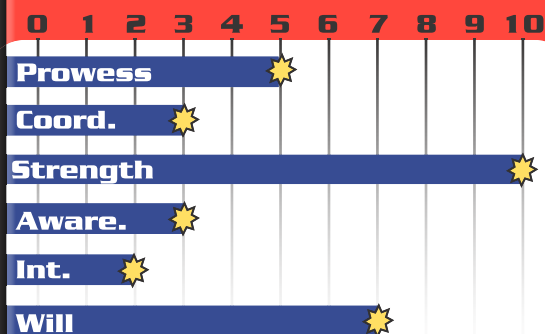 0 1 2 3 4 5 6 7 8 9 10
Prowess
Coord.
Strength
Aware.
Int.
Will